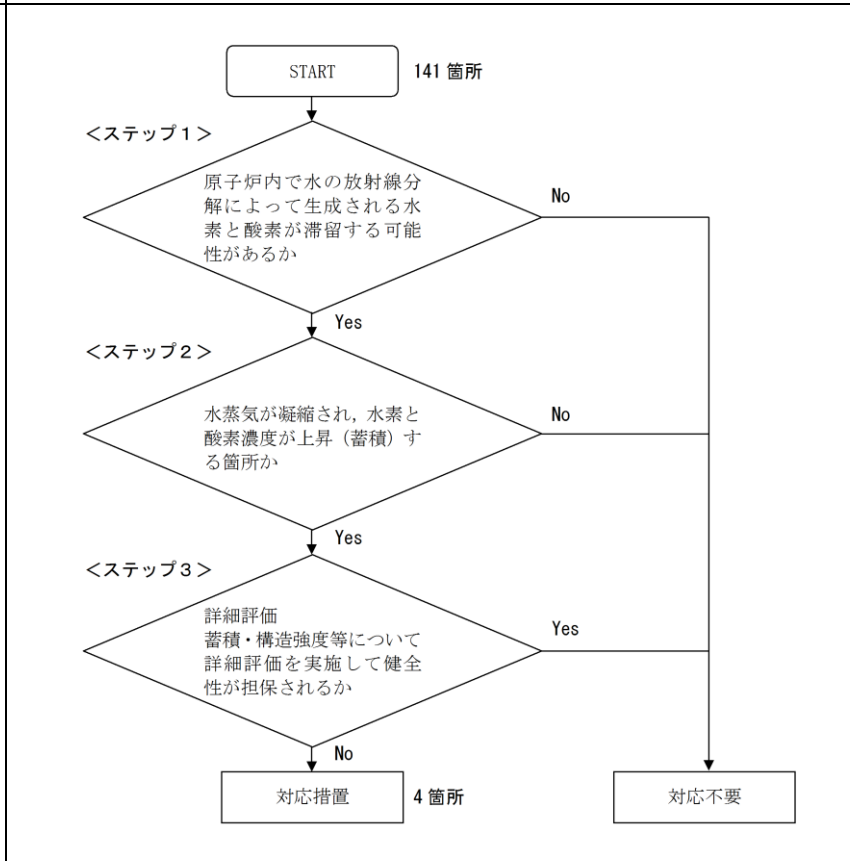 START
141 箇所
<ステップ1>
原子炉内で水の放射線分
解によって生成される水
素と酸素が滞留する可能
性があるか
No
Yes
<ステップ2>
水蒸気が凝縮され,水素と
酸素濃度が上昇(蓄積)す
る箇所か
No
Yes
<ステップ3>
詳細評価
蓄積・構造強度等について
詳細評価を実施して健全
性が担保されるか
Yes
No
対応措置
4 箇所
対応不要